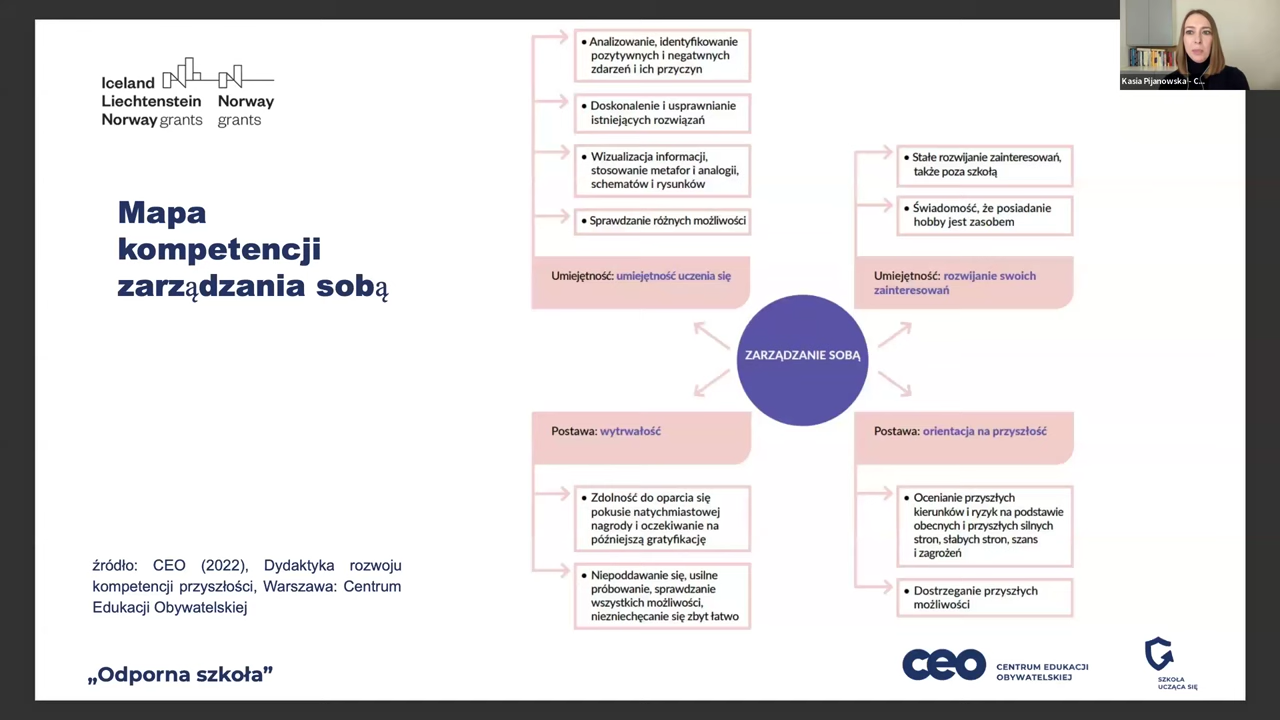 Iceland
Liechtenstein
Norway grants
Norway
grants
Mapa
kompetencji
zarządzania sobą
• Analizowanie, identyfikowanie
pozytywnych i negatwnych
zdarzeń i ich przyczyn
• Doskonalenie i usprawnianie
istniejących rozwiązań
• Wizualizacja informacji,
stosowanie metafor i analogii,
schematów i rysunków
• Sprawdzanie różnych możliwości
Umiejętność: umiejętność uczenia się
• Stałe rozwijanie zainteresowań,
także poza szkołą
• Świadomość, że posiadanie
hobby jest zasobem
Umiejętność: rozwijanie swoich
zainteresowań
ZARZĄDZANIE SOBĄ
Postawa: wytrwałość
• Zdolność do oparcia się
pokusie natychmiastowej
nagrody i oczekiwanie na
późniejszą gratyfikację
• Niepoddawanie się, usilne
próbowanie, sprawdzanie
wszystkich możliwości,
niezniechęcanie się zbyt łatwo
Postawa: orientacja na przyszłość
• Ocenianie przyszłych
kierunków i ryzyk na podstawie
obecnych i przyszłych silnych
stron, słabych stron, szans
i zagrożeń
• Dostrzeganie przyszłych
możliwości
źródło: CEO (2022), Dydaktyka rozwoju
kompetencji przyszłości, Warszawa: Centrum
Edukacji Obywatelskiej
„Odporna szkoła”
ceo
CENTRUM EDUKACJI
OBYWATELSKIEJ
SZKOŁA
UCZĄCA SIĘ
Kasia Pijanowska - C...